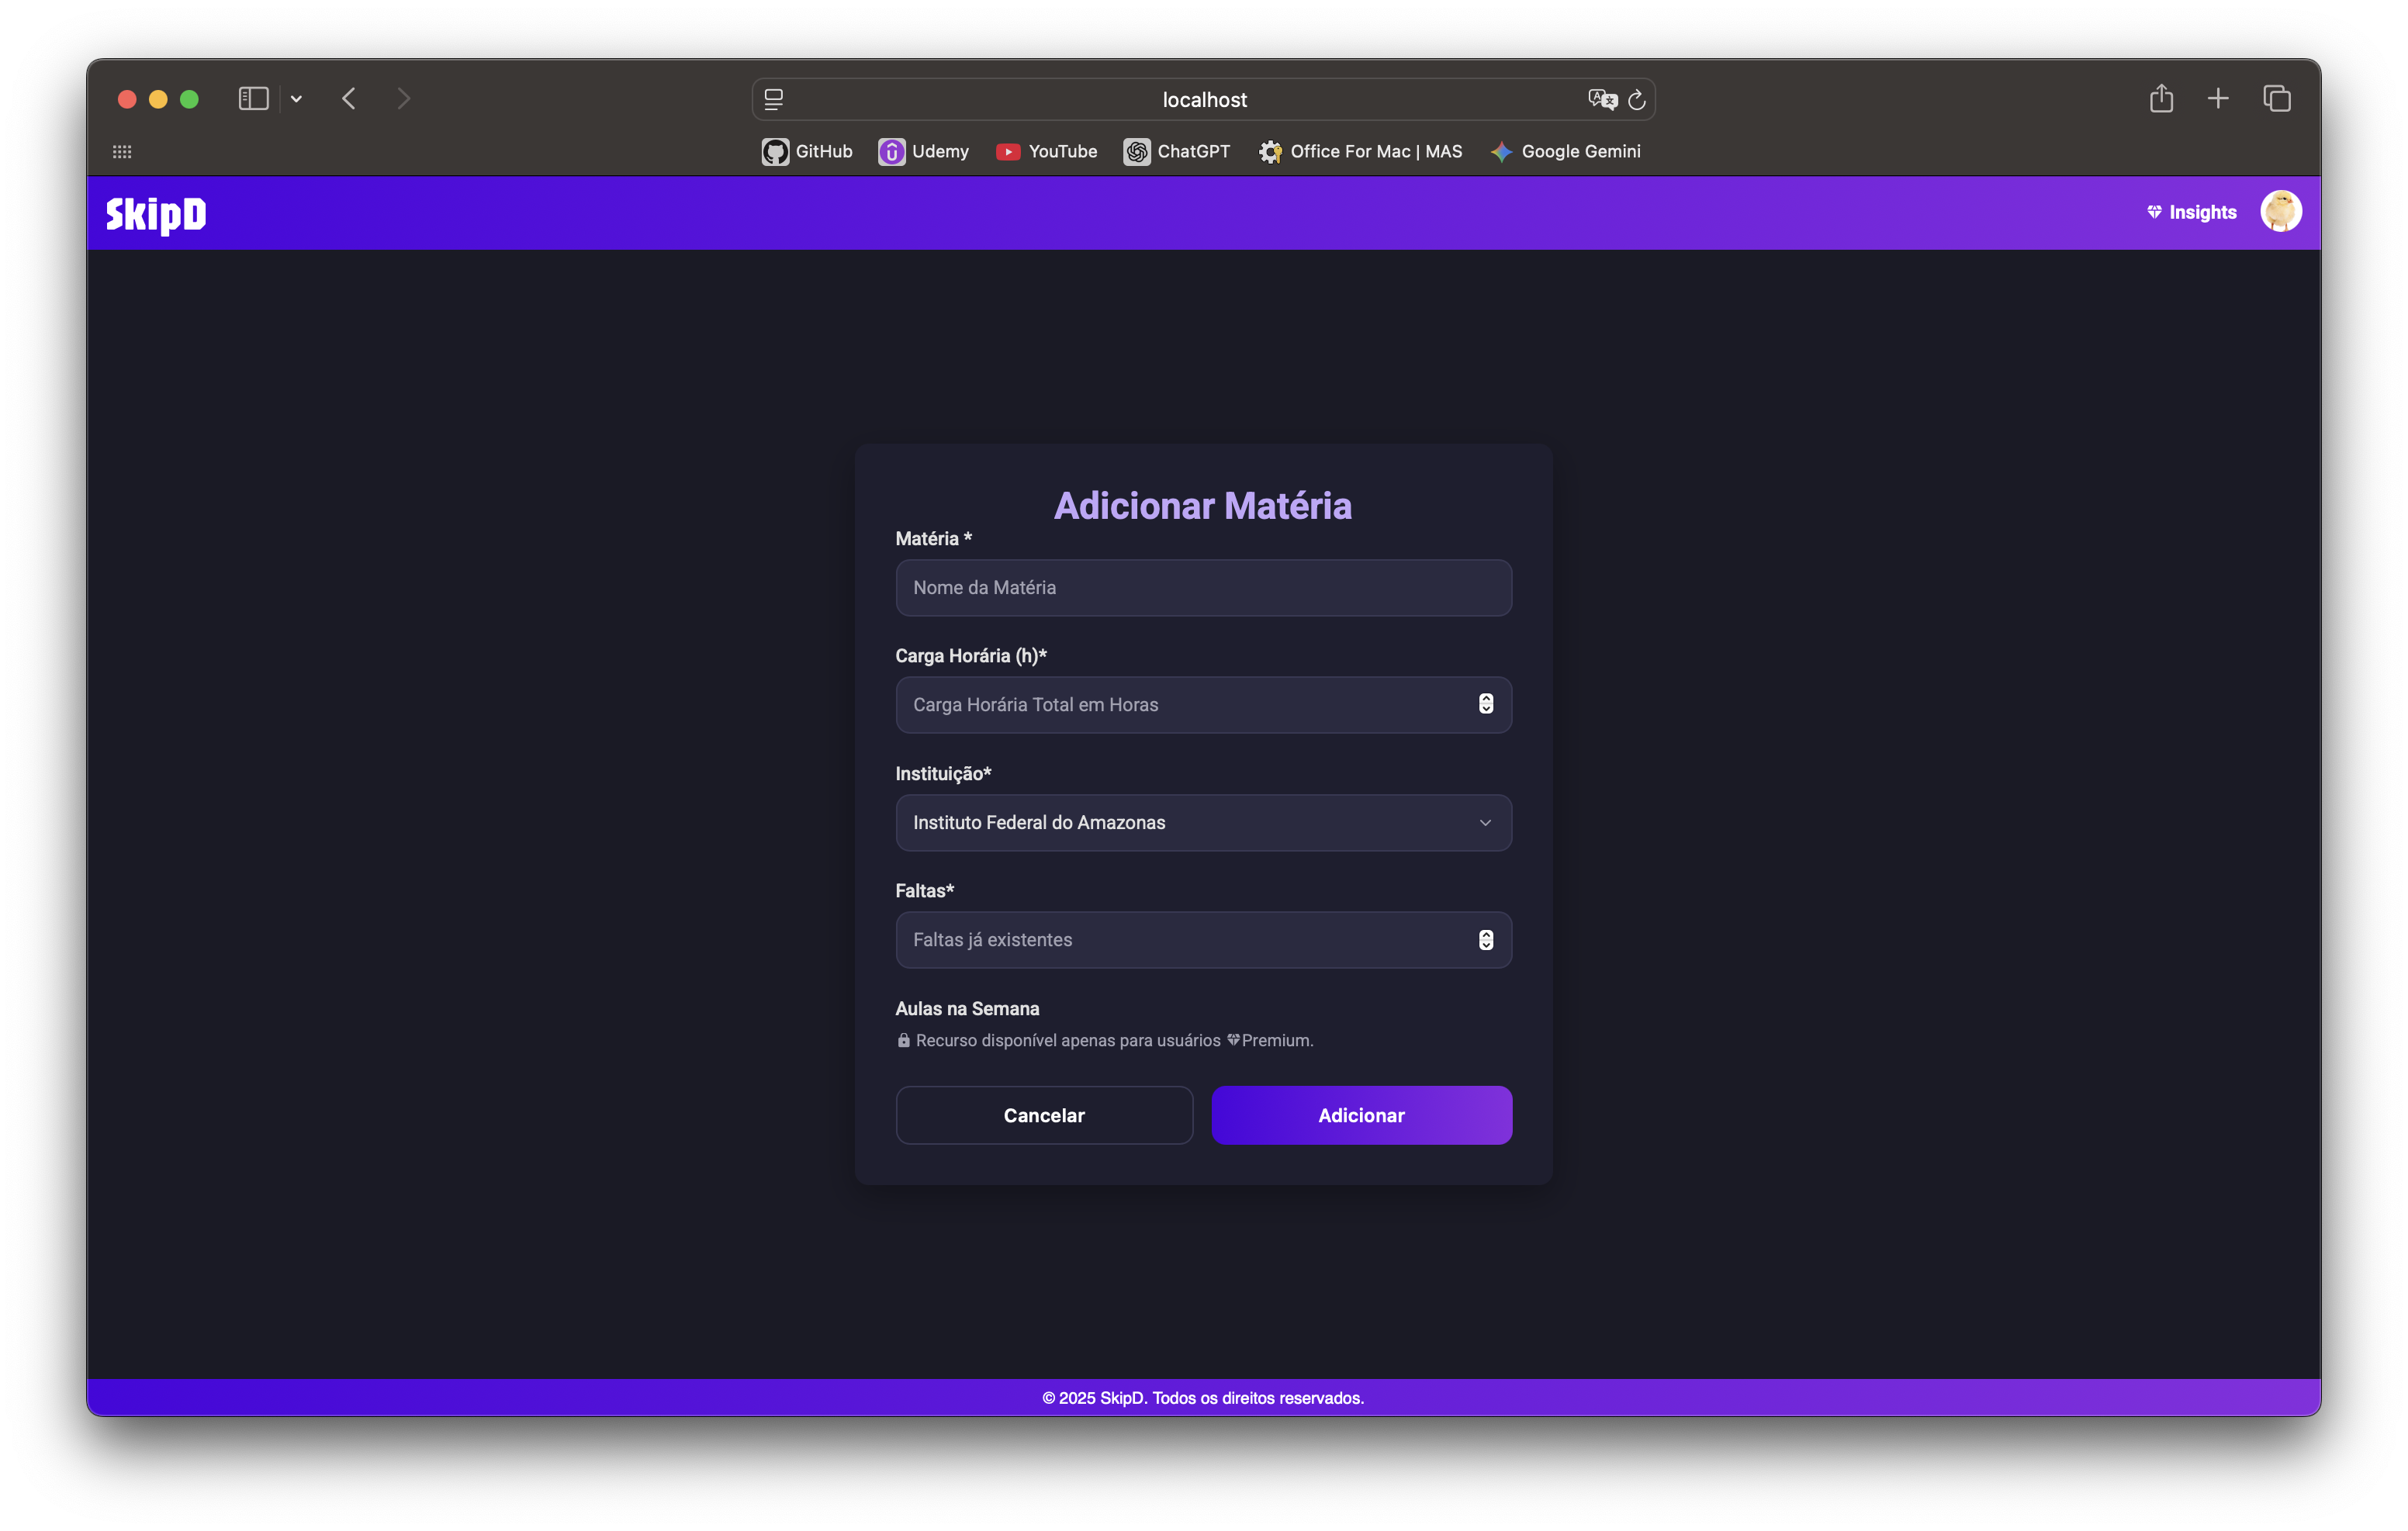 localhost
GitHub Udemy YouTube ChatGPT Office For Mac | MAS Google Gemini
SkipD Insights
Adicionar Matéria
Matéria *
Nome da Matéria
Carga Horária (h)*
Carga Horária Total em Horas
Instituição*
Instituto Federal do Amazonas
Faltas*
Faltas já existentes
Aulas na Semana
Recurso disponível apenas para usuários Premium.
Cancelar Adicionar
© 2025 SkipD. Todos os direitos reservados.